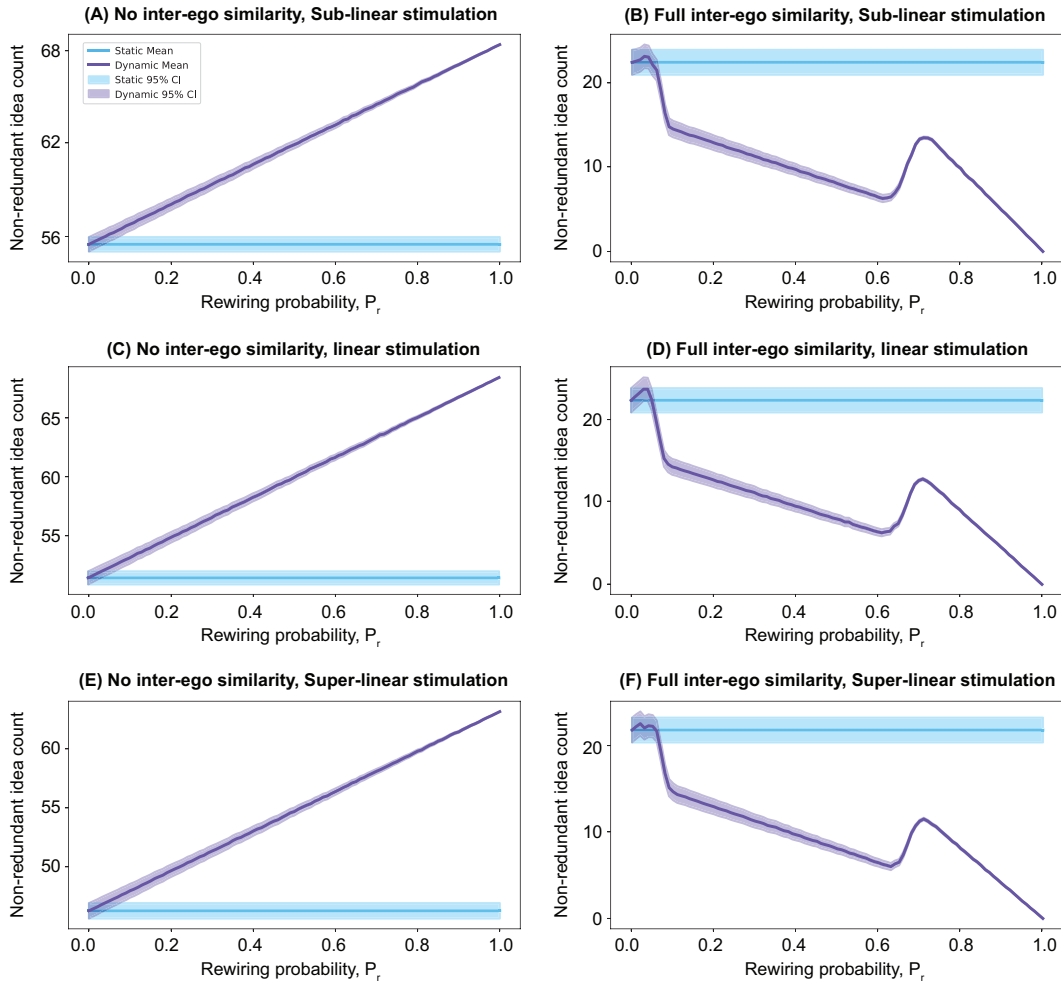 (A) No inter-ego similarity, Sub-linear stimulation
Non-redundant idea count
68
62
56
Static Mean
Dynamic Mean
Static 95% CI
Dynamic 95% CI
0.0 0.2 0.4 0.6 0.8 1.0
Rewiring probability, P_r
(B) Full inter-ego similarity, Sub-linear stimulation
Non-redundant idea count
20
10
0
0.0 0.2 0.4 0.6 0.8 1.0
Rewiring probability, P_r
(C) No inter-ego similarity, linear stimulation
Non-redundant idea count
65
60
55
0.0 0.2 0.4 0.6 0.8 1.0
Rewiring probability, P_r
(D) Full inter-ego similarity, linear stimulation
Non-redundant idea count
20
10
0
0.0 0.2 0.4 0.6 0.8 1.0
Rewiring probability, P_r
(E) No inter-ego similarity, Super-linear stimulation
Non-redundant idea count
60
55
50
0.0 0.2 0.4 0.6 0.8 1.0
Rewiring probability, P_r
(F) Full inter-ego similarity, Super-linear stimulation
Non-redundant idea count
20
10
0
0.0 0.2 0.4 0.6 0.8 1.0
Rewiring probability, P_r